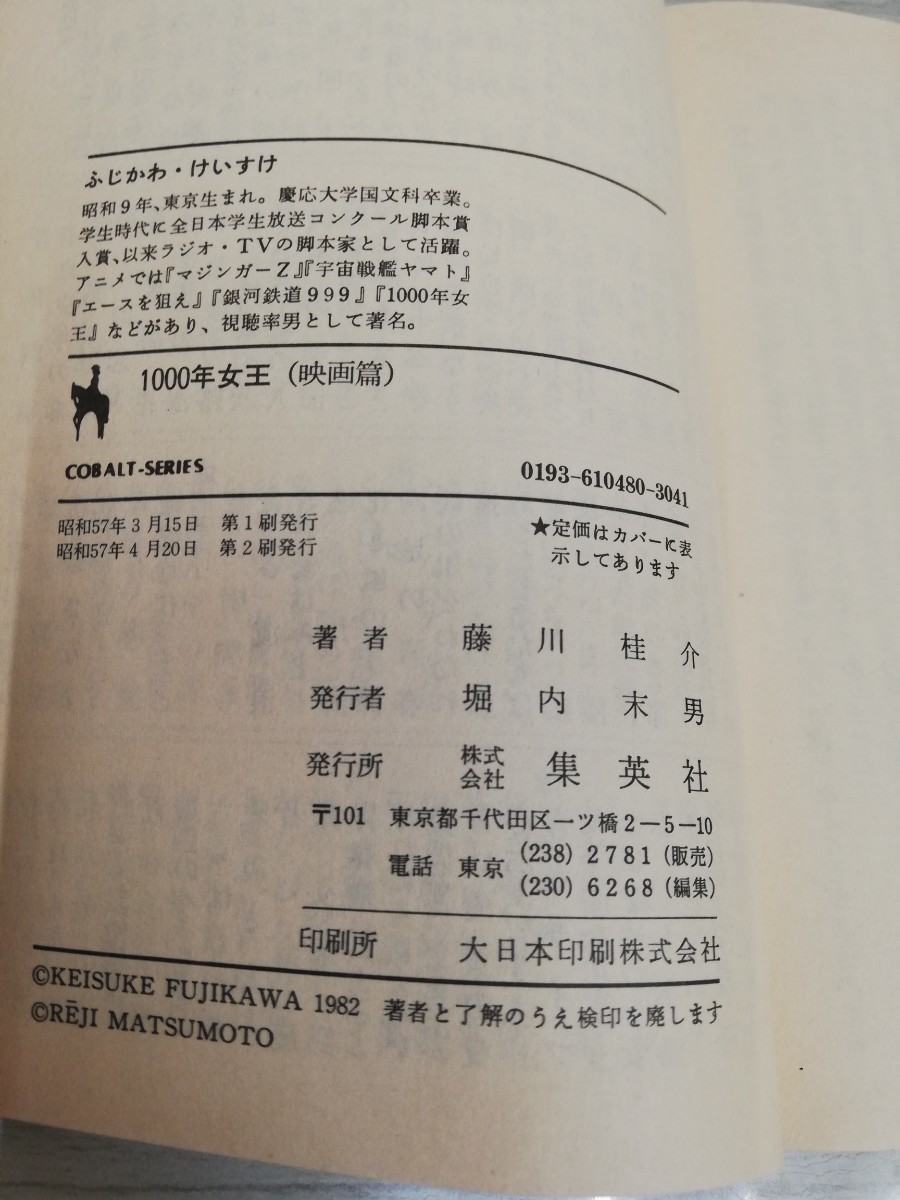 ふじかわ・けいすけ
昭和9年、東京生まれ。慶応大学国文科卒業。
学生時代に全日本学生放送コンクール脚本賞
入賞、以来ラジオ・TVの脚本家として活躍。
アニメでは『マジンガーZ』『宇宙戦艦ヤマト』
『エースを狙え』『銀河鉄道999』『1000年女
王』などがあり、視聴率男として著名。
1000年女王（映画篇）
COBALT-SERIES
0193-610480-3041
昭和57年3月15日 第1刷発行
昭和57年4月20日 第2刷発行
★定価はカバーに表
示してあります
著者 藤川桂介
発行者 堀内末男
発行所 株式会社 集英社
〒101 東京都千代田区一ツ橋2－5－10
電話 東京 (238) 2781（販売）
(230) 6268（編集）
印刷所 大日本印刷株式会社
©KEISUKE FUJIKAWA 1982 著者と了解のうえ検印を廃します
©RĒJI MATSUMOTO